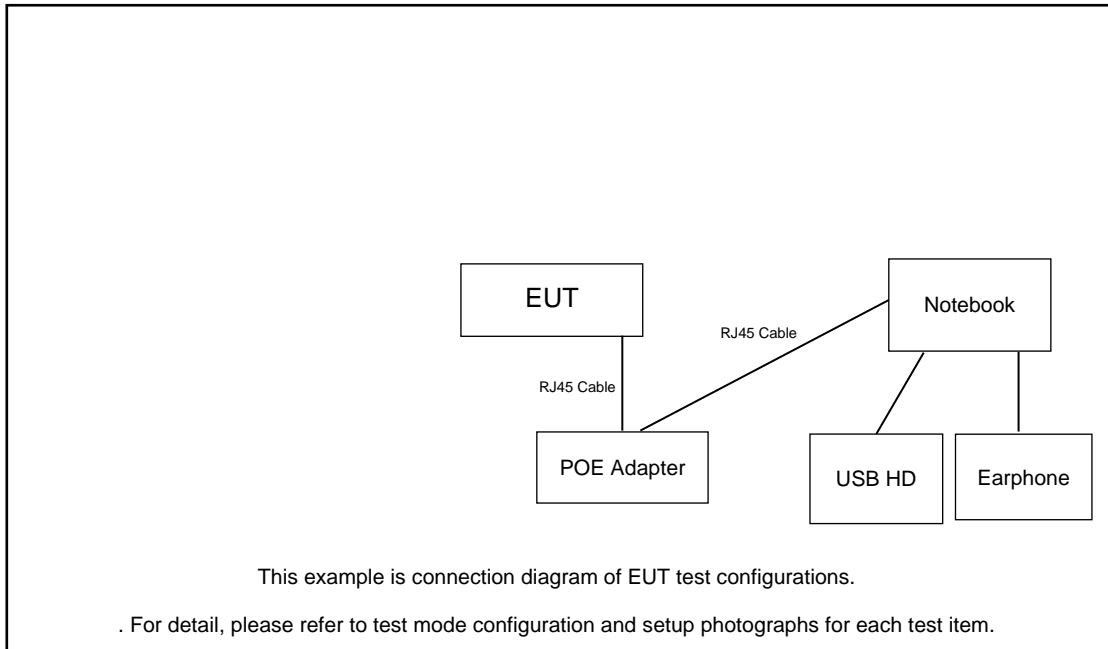 EUT
Notebook
RJ45 Cable
RJ45 Cable
POE Adapter
USB HD
Earphone
This example is connection diagram of EUT test configurations.
. For detail, please refer to test mode configuration and setup photographs for each test item.